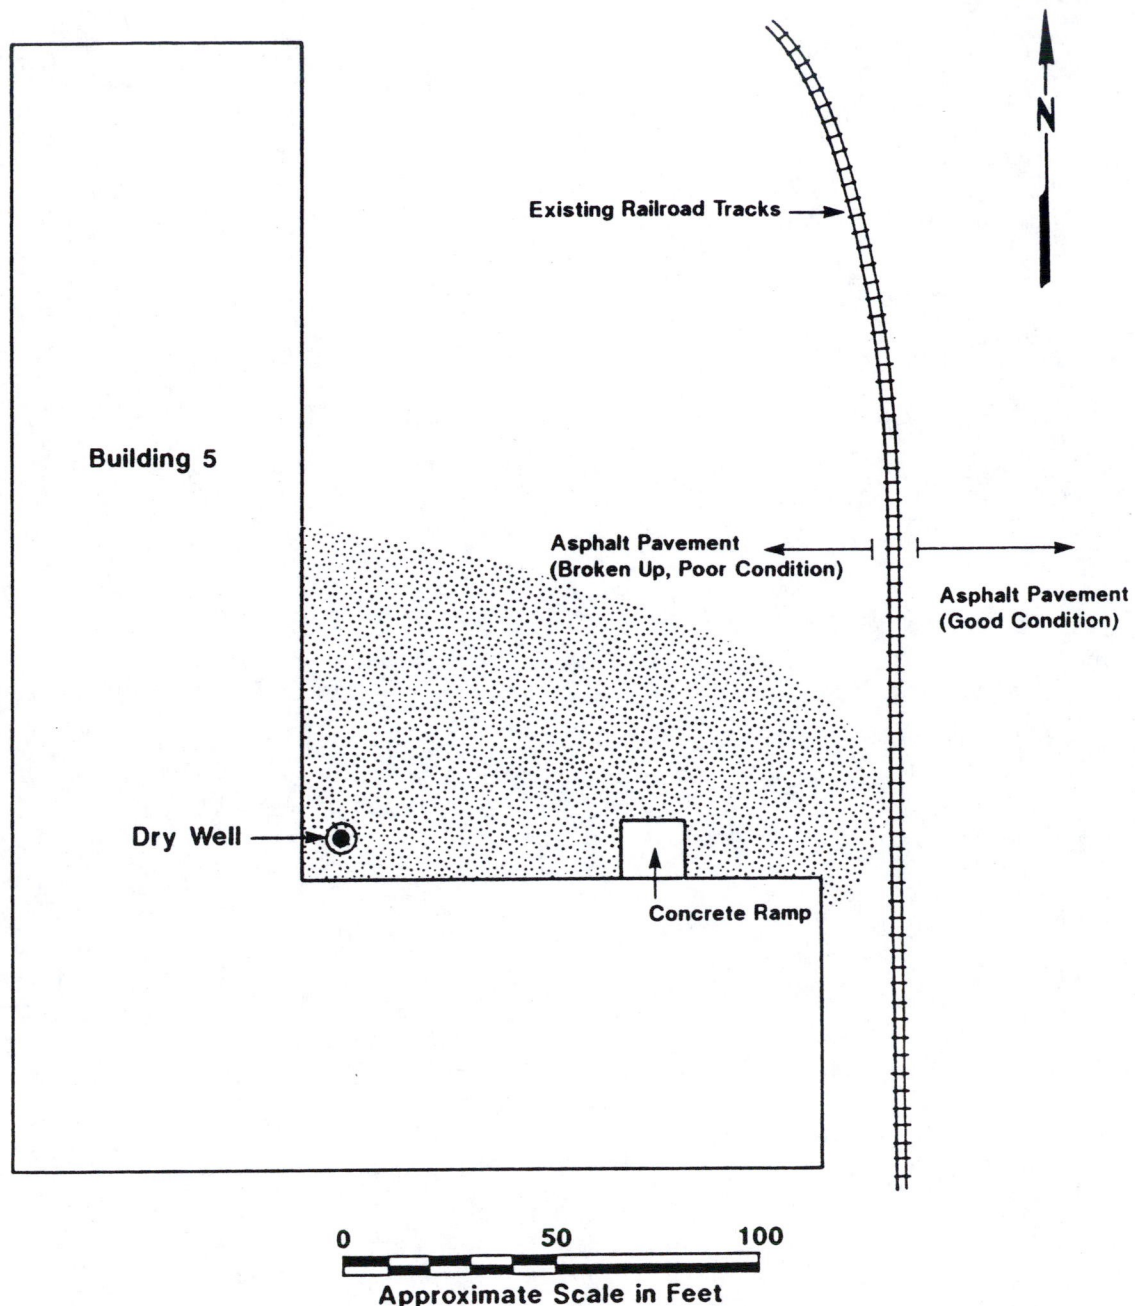 N
Existing Railroad Tracks
Building 5
Asphalt Pavement
(Broken Up, Poor Condition)
Asphalt Pavement
(Good Condition)
Dry Well
Concrete Ramp
0 50 100
Approximate Scale in Feet